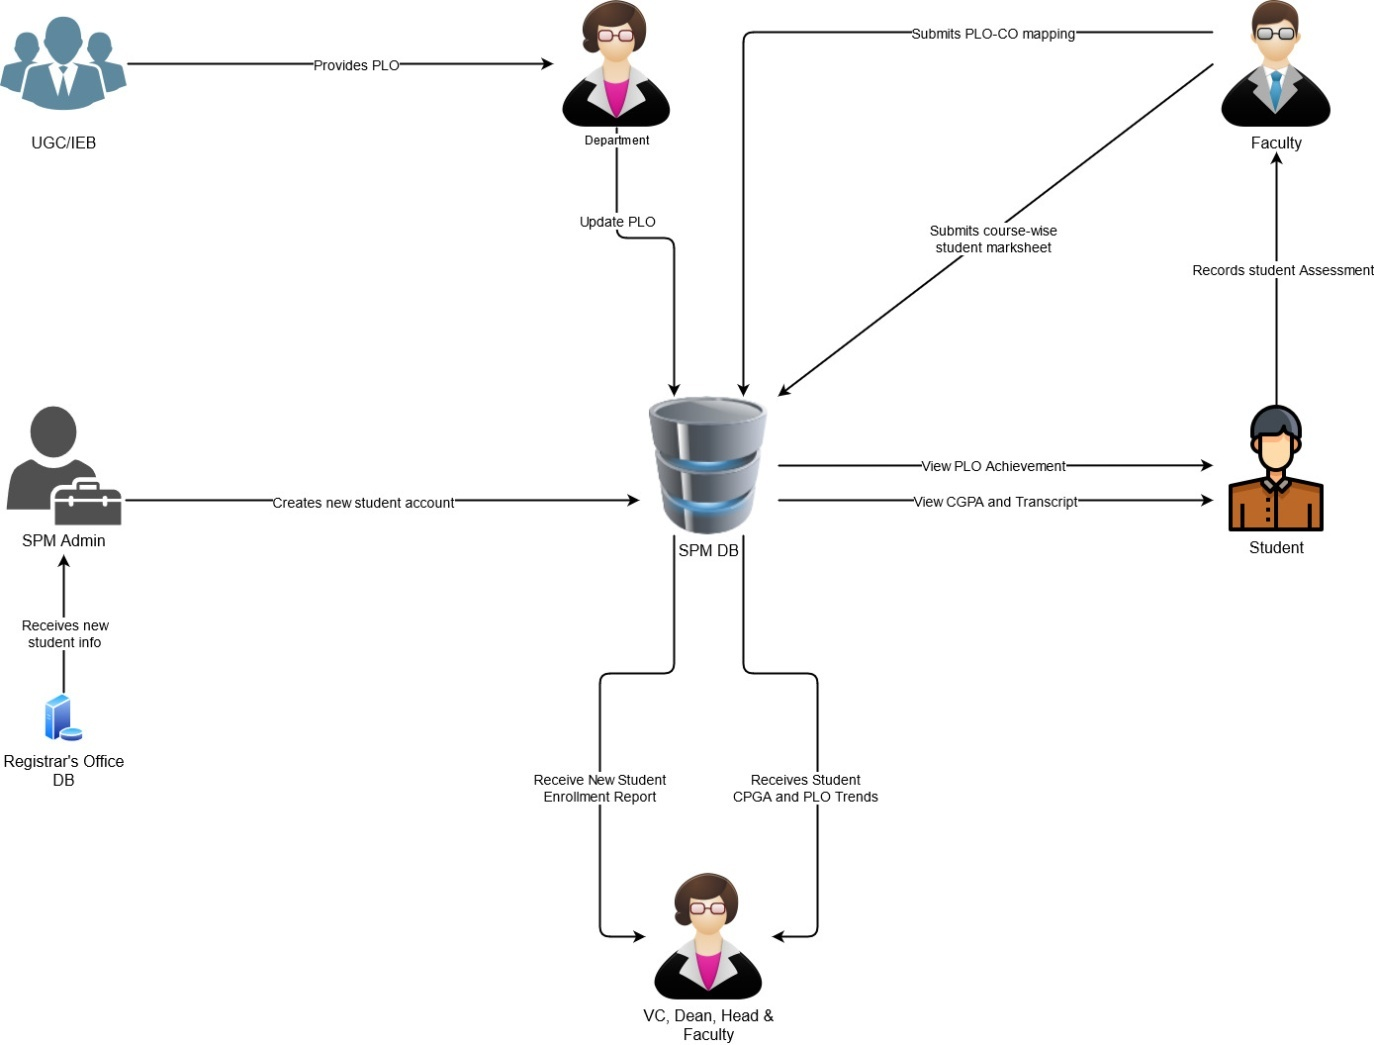 Submits PLO-CO mapping
Provides PLO
UGC/IEB
Department
Faculty
Update PLO
Submits course-wise
student marksheet
Records student Assessment
View PLO Achievement
Creates new student account
View CGPA and Transcript
SPM Admin
SPM DB
Student
Receives new
student info
Registrar's Office
DB
Receive New Student
Enrollment Report
Receives Student
CPGA and PLO Trends
VC, Dean, Head &
Faculty